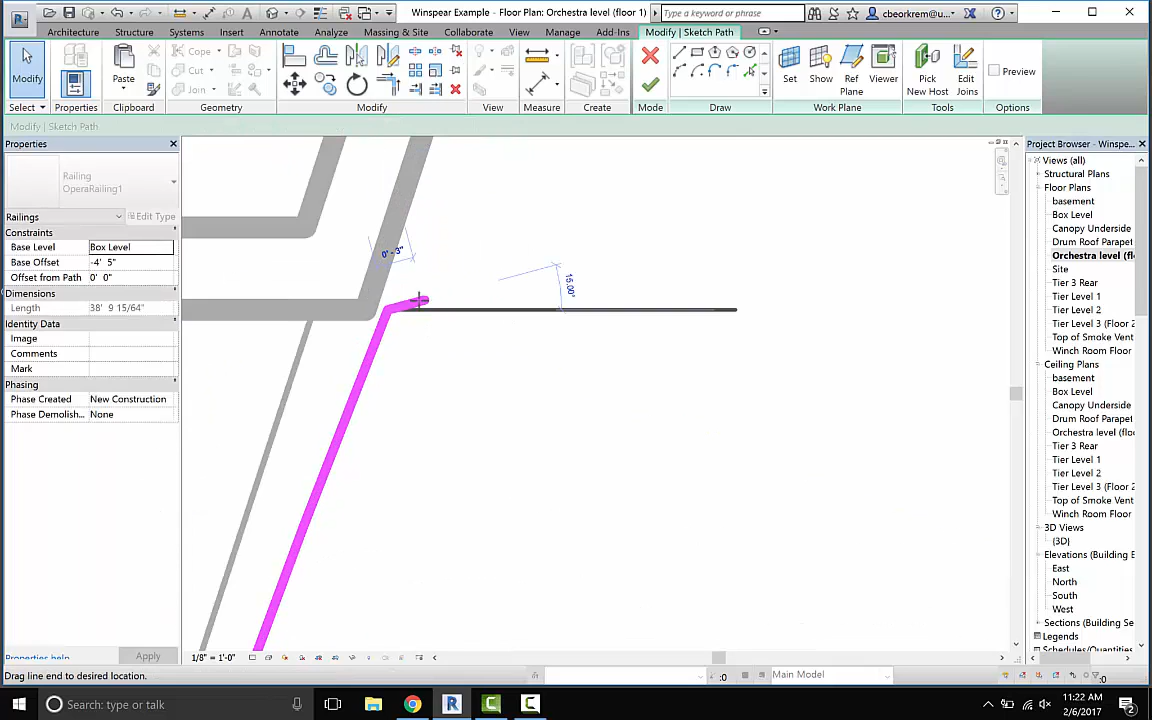 Winspear Example - Floor Plan: Orchestra level (floor 1)
Type a keyword or phrase
cbeorkrem@u...
Architecture Structure Systems Insert Annotate Analyze Massing & Site Collaborate View Manage Add-Ins Modify | Sketch Path
Modify
Paste
Cope
Cut
Join
Set Show Ref Plane Viewer
Pick New Host
Edit Joins
Preview
Select Properties Clipboard Geometry Modify View Measure Create Mode Draw Work Plane Tools Options
Modify | Sketch Path
Properties
Railing
OperaRailing1
Railings Edit Type
Constraints
Base Level Box Level
Base Offset -4' 5"
Offset from Path 0' 0"
Dimensions
Length 38' 9 15/64"
Identity Data
Image
Comments
Mark
Phasing
Phase Created New Construction
Phase Demolish... None
Properties help Apply
0' - 3"
15.00°
Project Browser - Winspe...
Views (all)
Structural Plans
Floor Plans
basement
Box Level
Canopy Underside
Drum Roof Parapet
Orchestra level (fl
Site
Tier 3 Rear
Tier Level 1
Tier Level 2
Tier Level 3 (Floor 2
Top of Smoke Vent
Winch Room Floor
Ceiling Plans
basement
Box Level
Canopy Underside
Drum Roof Parapet
Orchestra level (flo
Tier 3 Rear
Tier Level 1
Tier Level 2
Tier Level 3 (Floor 2
Top of Smoke Vent
Winch Room Floor
3D Views
(3D)
Elevations (Building E
East
North
South
West
Sections (Building Se
Legends
Schedules/Quantities
1/8" = 1'-0"
Drag line end to desired location.
:0
Main Model
:0
Search: type or talk
11:22 AM
2/6/2017